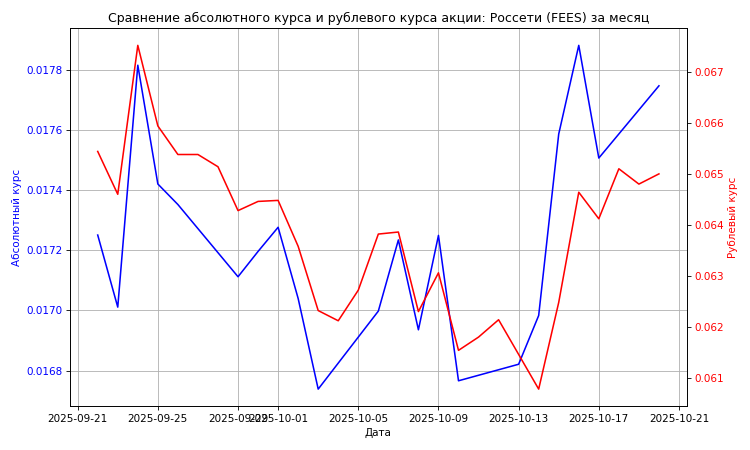 Сравнение абсолютного курса и рублевого курса акции: Россети (FEES) за месяц
Абсолютный курс
0.0178
0.0176
0.0174
0.0172
0.0170
0.0168
0.067
0.066
0.065
0.064
0.063
0.062
0.061
Рублевый курс
2025-09-21 2025-09-25 2025-09-29 2025-10-01 2025-10-05 2025-10-09 2025-10-13 2025-10-17 2025-10-21
Дата